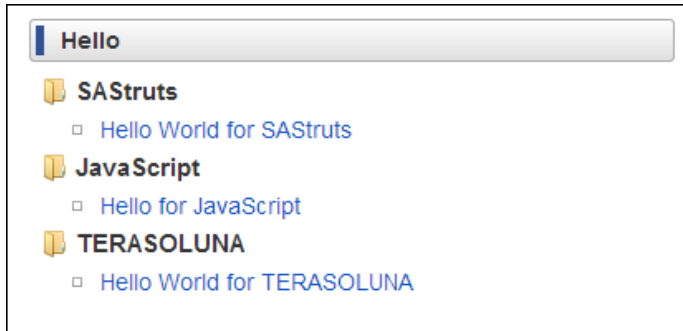 Hello
SAStruts
Hello World for SAStruts
JavaScript
Hello for JavaScript
TERASOLUNA
Hello World for TERASOLUNA